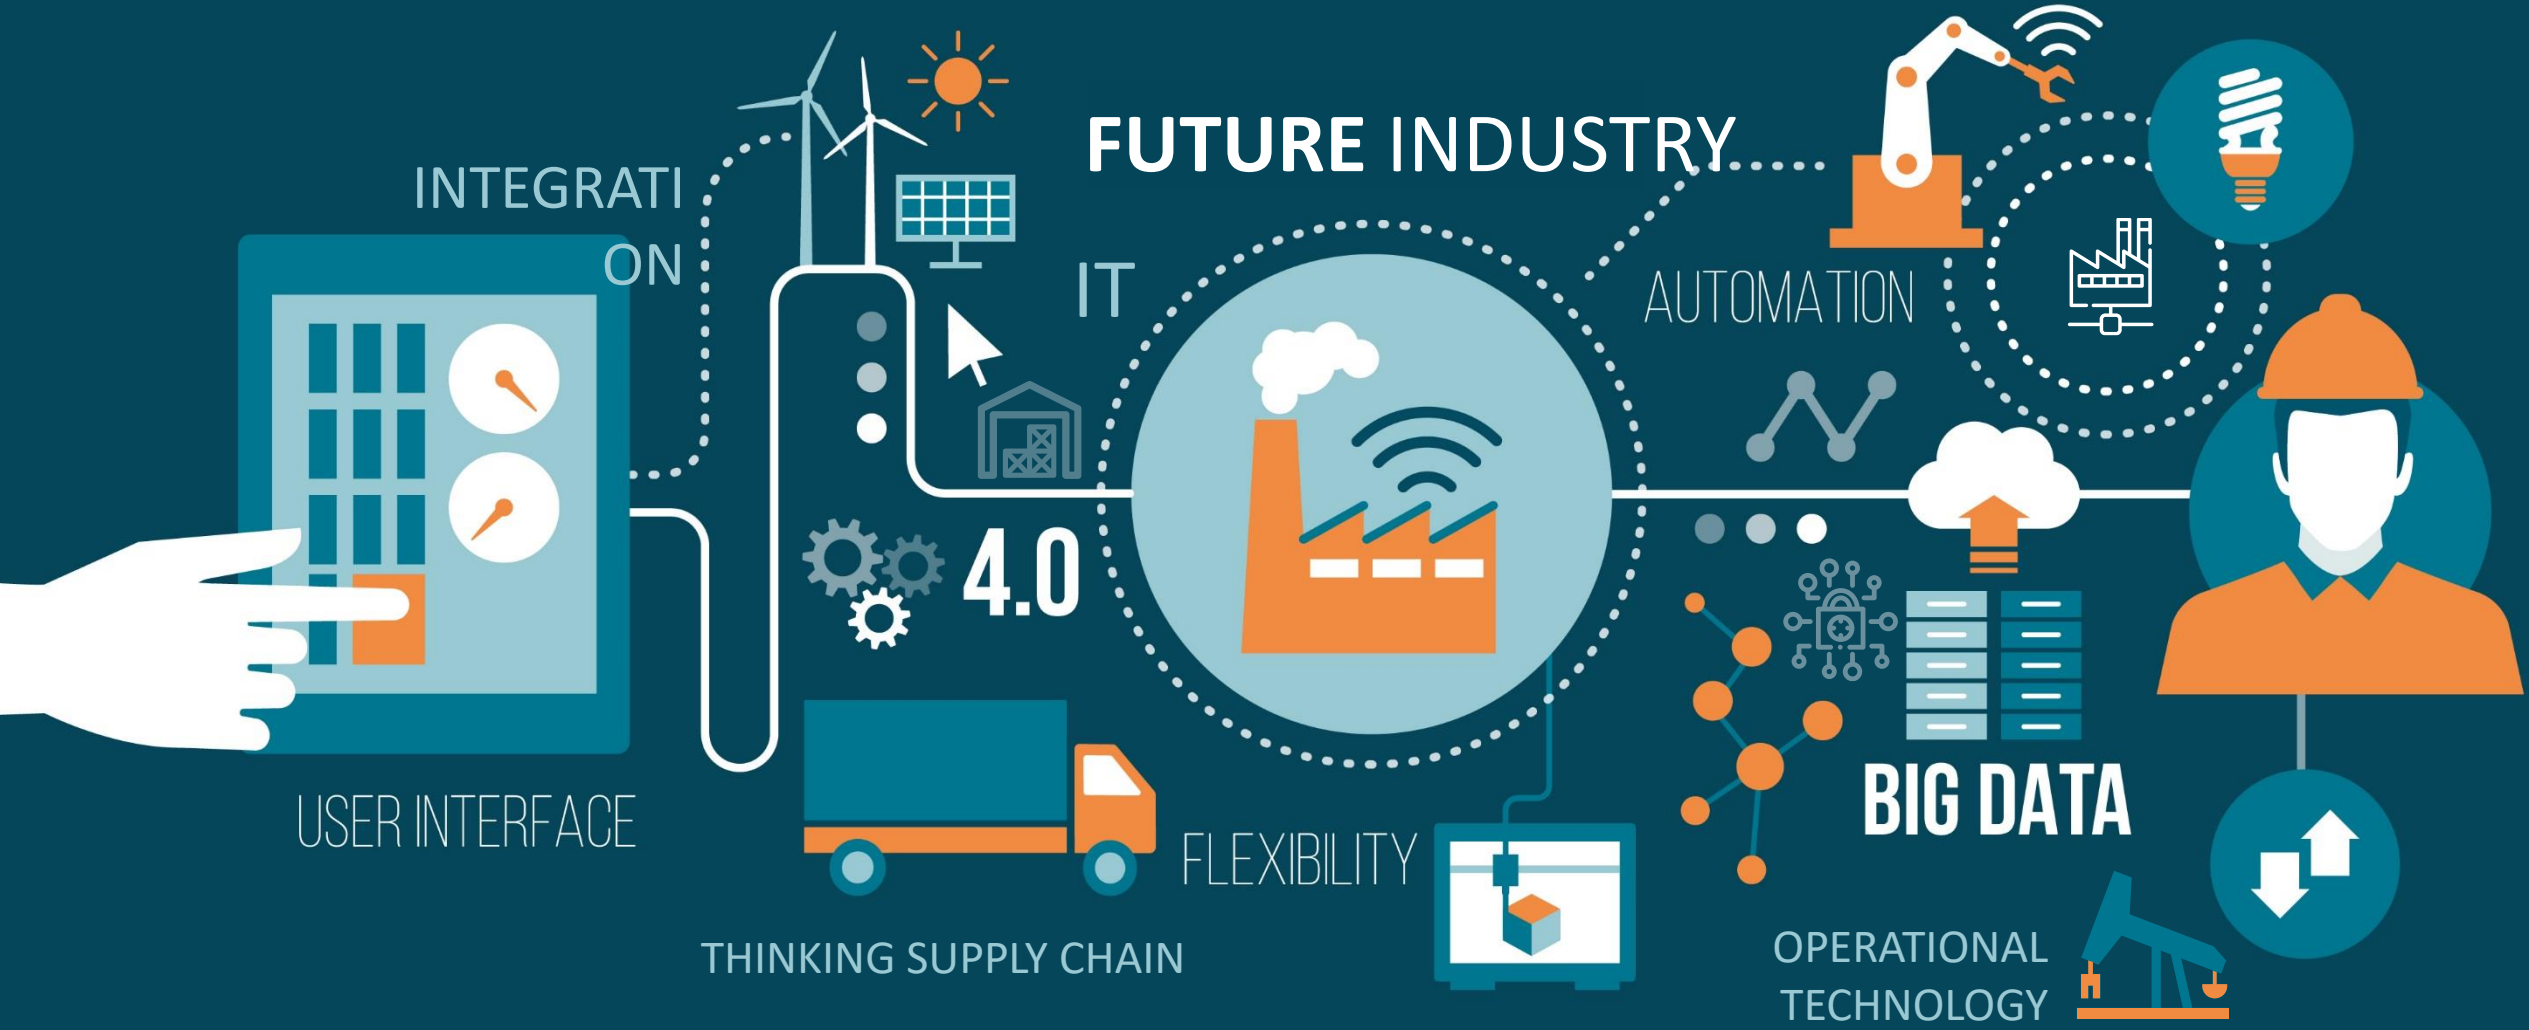 FUTURE INDUSTRY
INTEGRATI
ON
IT
AUTOMATION
4.0
USER INTERFACE
BIG DATA
FLEXIBILITY
THINKING SUPPLY CHAIN
OPERATIONAL
TECHNOLOGY